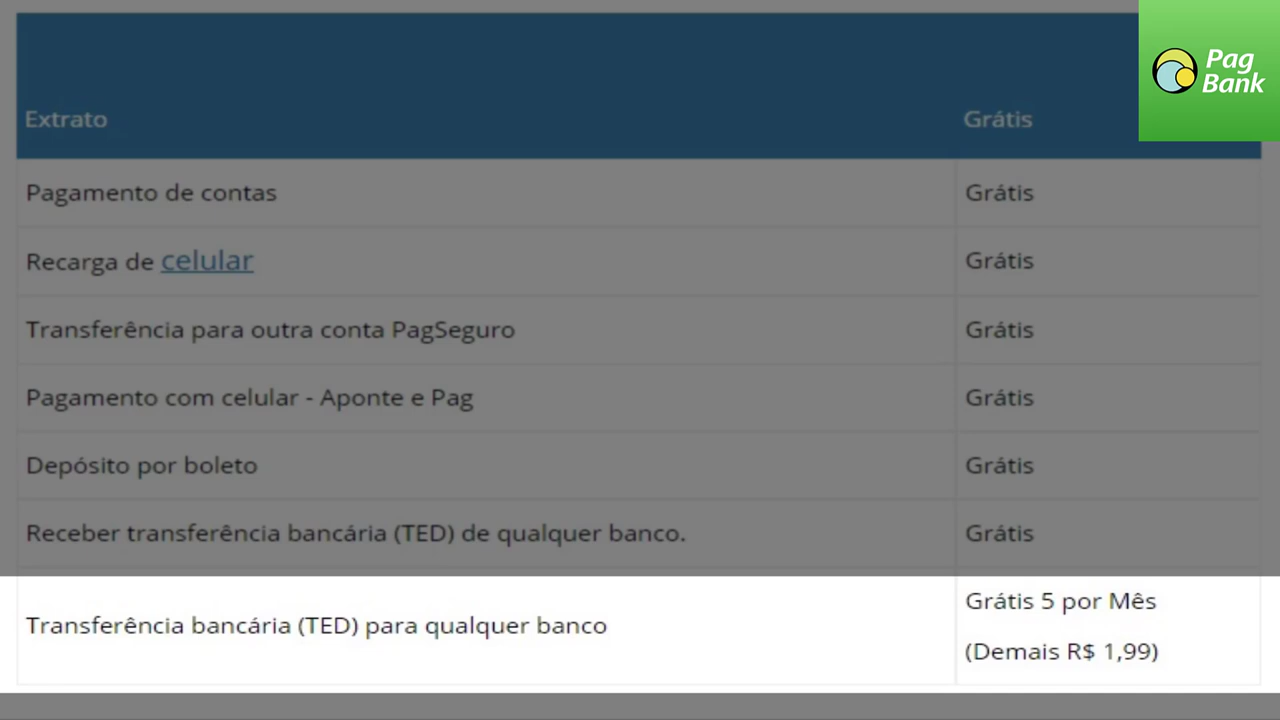 Pag
Bank
Extrato Grátis
Pagamento de contas Grátis
Recarga de celular Grátis
Transferência para outra conta PagSeguro Grátis
Pagamento com celular - Aponte e Pag Grátis
Depósito por boleto Grátis
Receber transferência bancária (TED) de qualquer banco. Grátis
Transferência bancária (TED) para qualquer banco
Grátis 5 por Mês
(Demais R$ 1,99)